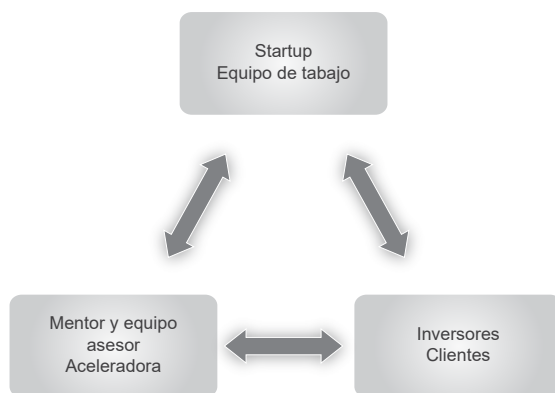 Startup
Equipo de tabajo
Mentor y equipo
asesor
Aceleradora
Inversores
Clientes